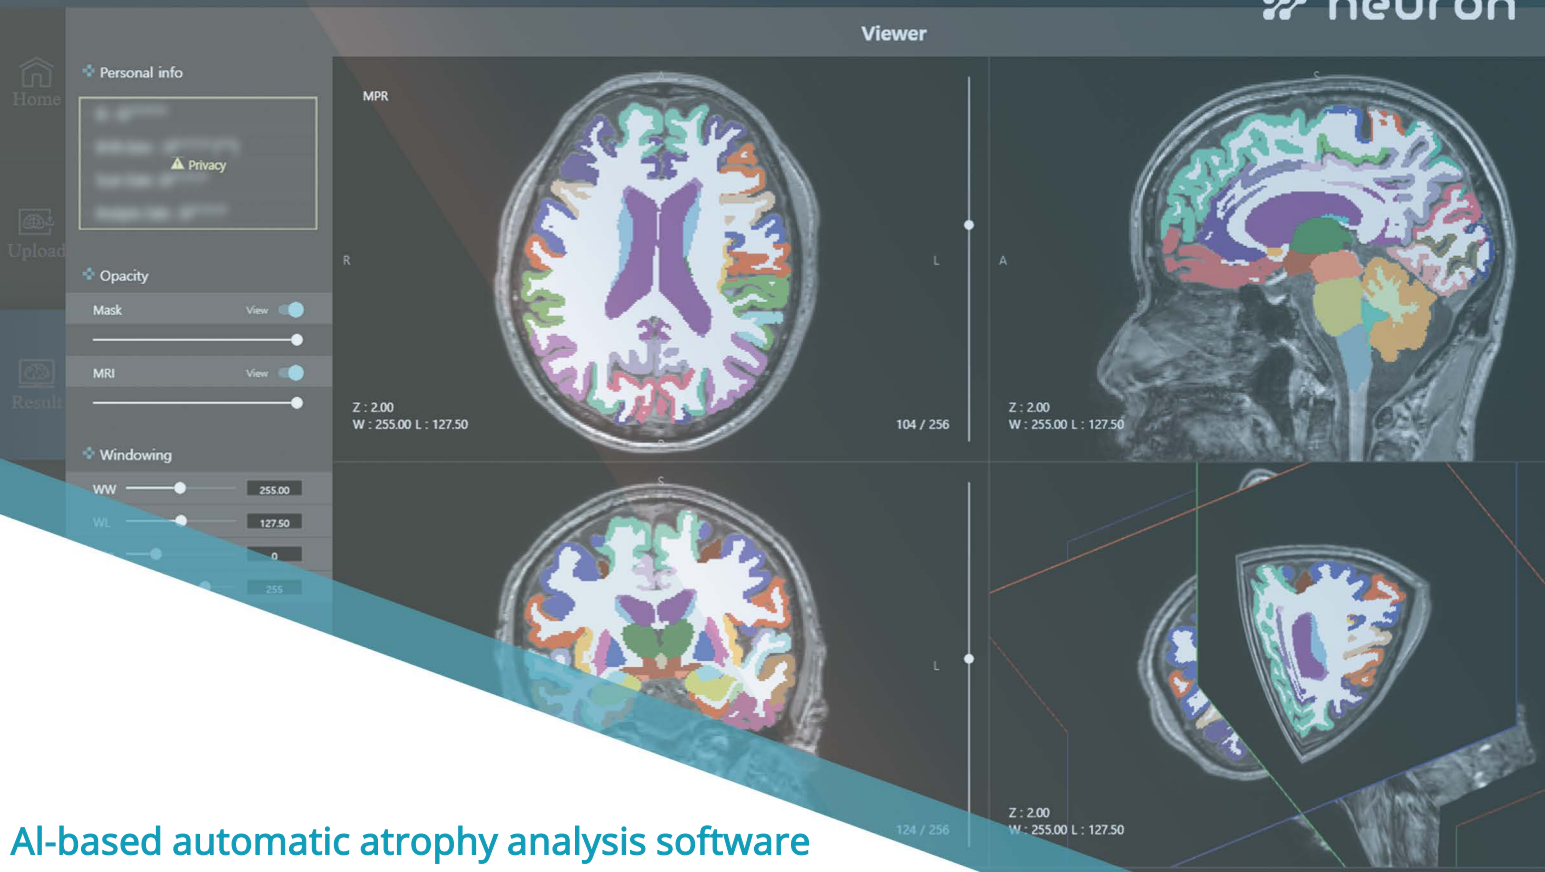 neuron
Viewer
Home
Upload
Result
Personal info
Privacy
Opacity
Mask
View
MRI
View
Windowing
WW
255.00
WL
127.50
0
255
MPR
A
R
L
Z : 2.00
W : 255.00 L : 127.50
104 / 256
S
A
Z : 2.00
W : 255.00 L : 127.50
S
L
124 / 256
Z : 2.00
W : 255.00 L : 127.50
AI-based automatic atrophy analysis software